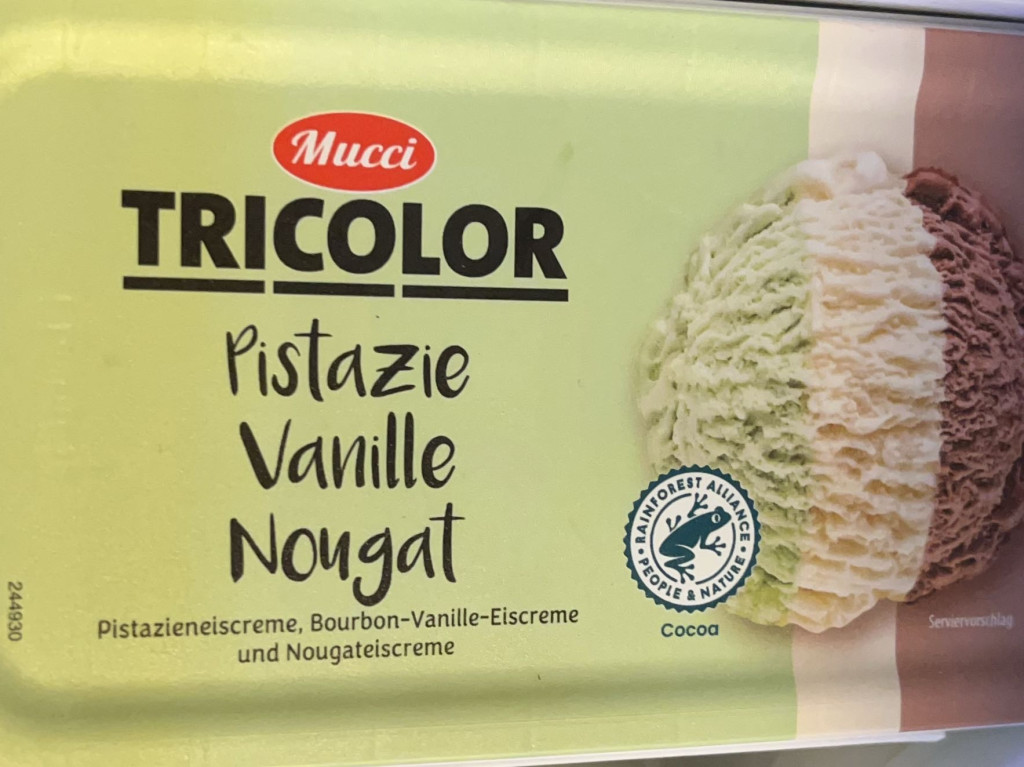 Mucci
TRICOLOR
Pistazie
Vanille
Nougat
Pistazieneiscreme, Bourbon-Vanille-Eiscreme
und Nougateiscreme
RAINFOREST ALLIANCE
PEOPLE & NATURE
Cocoa
Serviervorschlag
244930